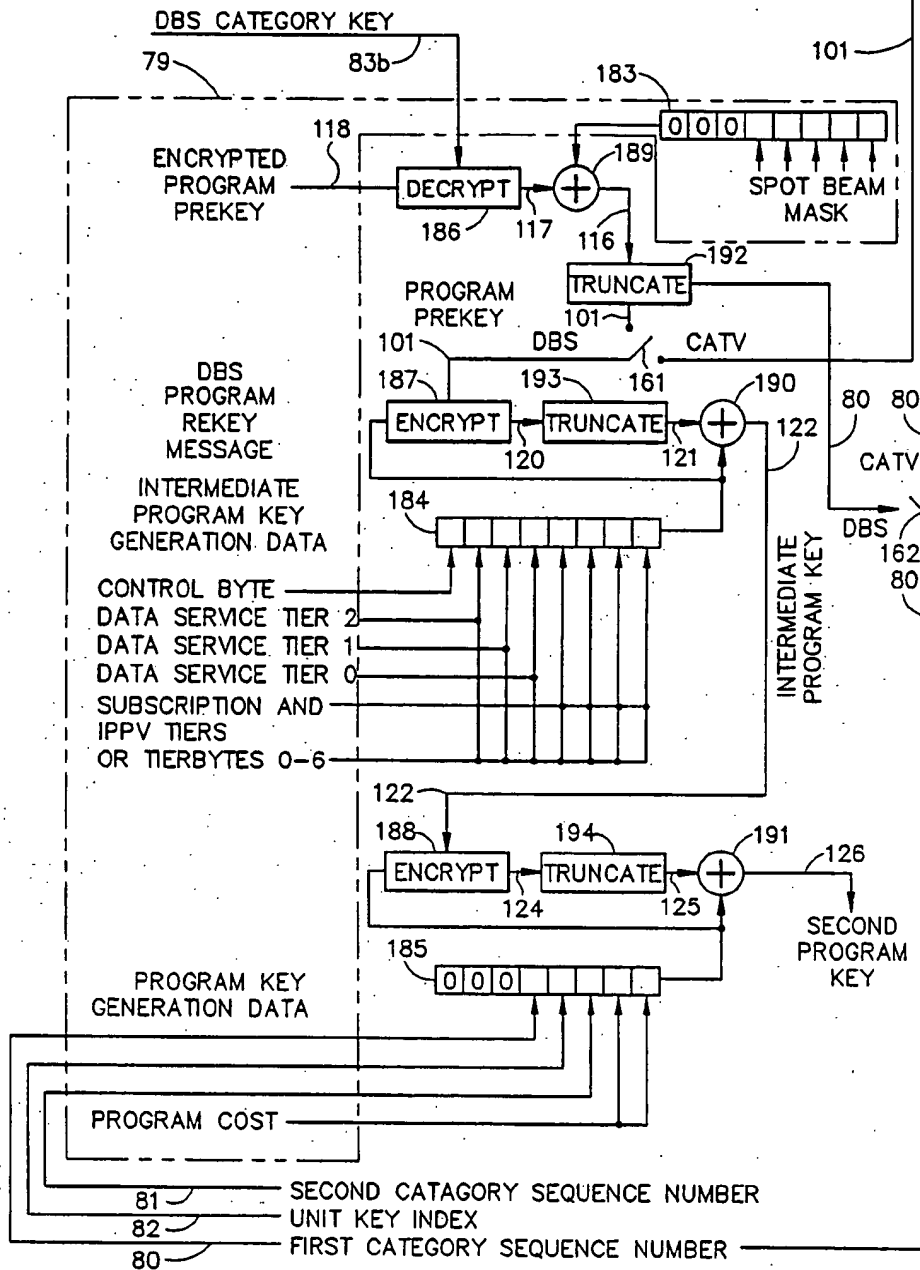 DBS CATEGORY KEY
83b
101
79
183
0 0 0
118
ENCRYPTED
PROGRAM
PREKEY
DECRYPT
186
117
189
116
SPOT BEAM
MASK
192
TRUNCATE
PROGRAM
PREKEY
101
101
DBS
CATV
161
DBS
PROGRAM
REKEY
MESSAGE
187
ENCRYPT
120
193
TRUNCATE
121
190
122
80
80
CATV
DBS
162
80
INTERMEDIATE
PROGRAM KEY
GENERATION DATA
184
CONTROL BYTE
DATA SERVICE TIER 2
DATA SERVICE TIER 1
DATA SERVICE TIER 0
SUBSCRIPTION AND
IPPV TIERS
OR TIERBYTES 0-6
INTERMEDIATE
PROGRAM KEY
122
188
ENCRYPT
124
194
TRUNCATE
125
191
126
SECOND
PROGRAM
KEY
185
0 0 0
PROGRAM KEY
GENERATION DATA
PROGRAM COST
81
SECOND CATAGORY SEQUENCE NUMBER
82
UNIT KEY INDEX
80
FIRST CATEGORY SEQUENCE NUMBER